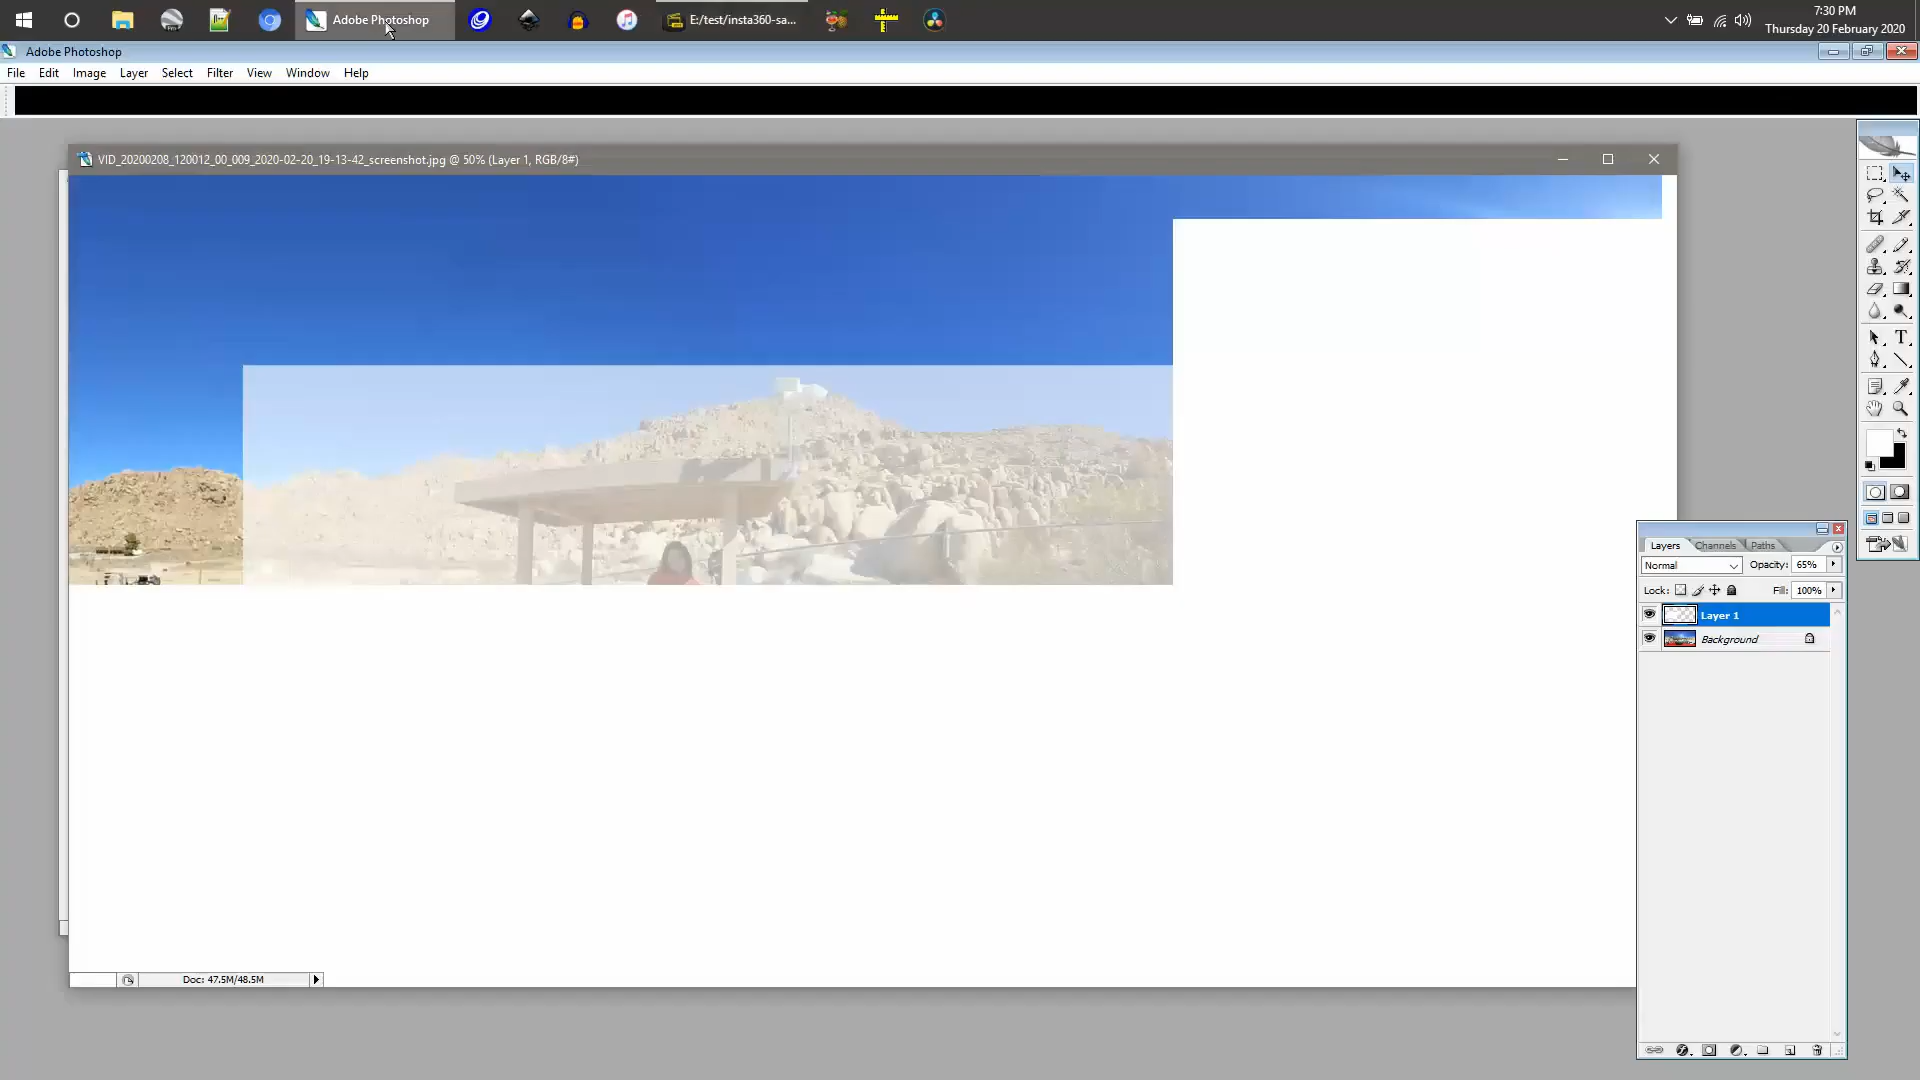 Adobe Photoshop
E:/test/insta360-sa...
7:30 PM
Thursday 20 February 2020
Adobe Photoshop
File Edit Image Layer Select Filter View Window Help
VID_20200208_120012_00_009_2020-02-20_19-13-42_screenshot.jpg @ 50% (Layer 1, RGB/8#)
T
Layers Channels Paths
Normal Opacity: 65%
Lock: Fill: 100%
Layer 1
Background
Doc: 47.5M/48.5M